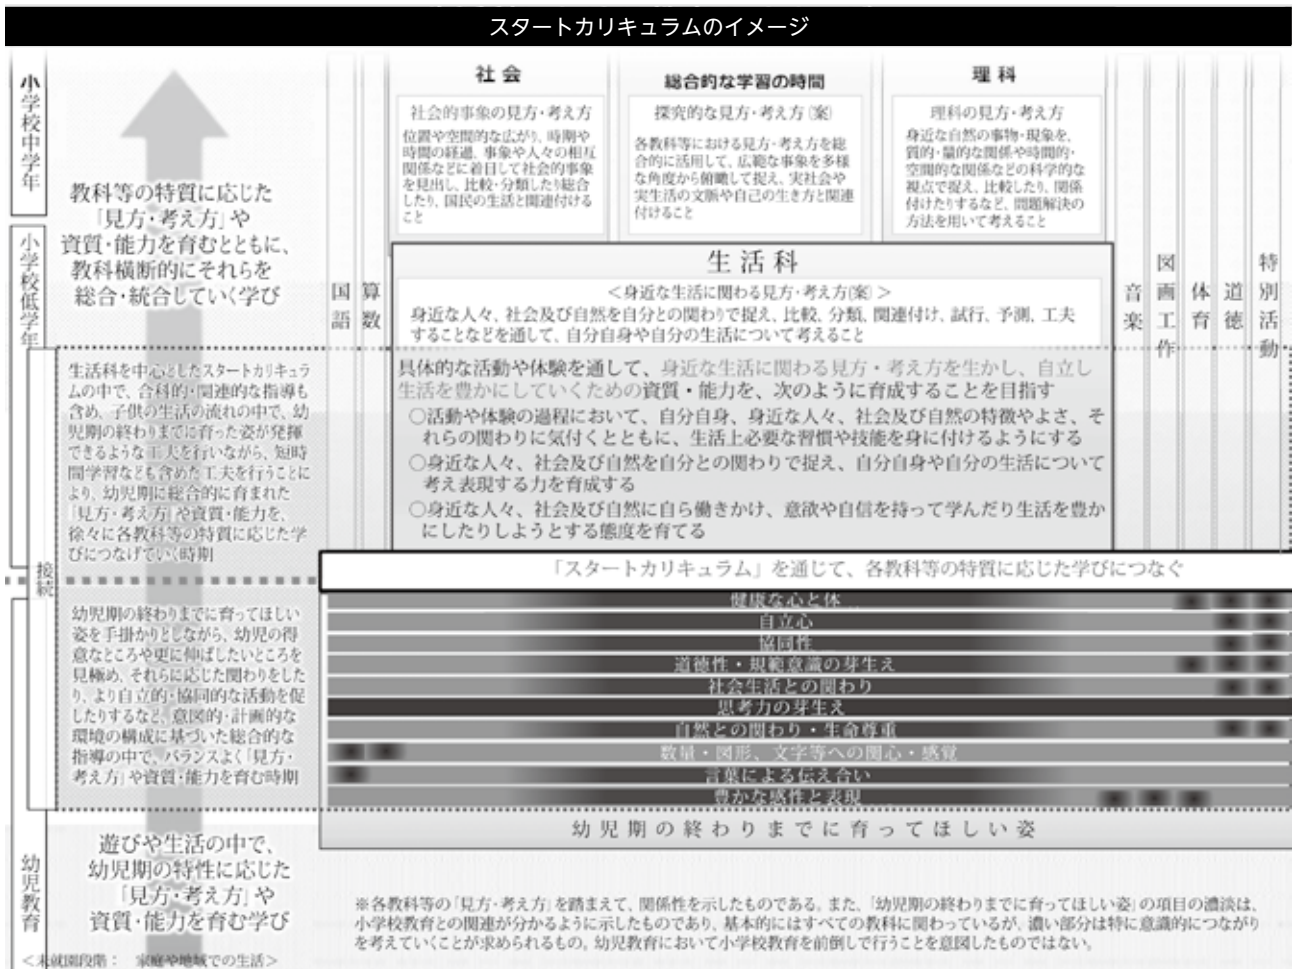 スタートカリキュラムのイメージ
小学校中学年
社会
社会的事象の見方・考え方
位置や空間的な広がり、時期や
時間の経過、事象や人々の相互
関係などに着目して社会的事象
を見出し、比較・分類したり総合
したり、国民の生活と関連付ける
こと
総合的な学習の時間
探究的な見方・考え方(案)
各教科等における見方・考え方を総
合的に活用して、広範な事象を多様
な角度から俯瞰して捉え、実社会や
実生活の文脈や自己の生き方と関連
付けること
理科
理科の見方・考え方
身近な自然の事物・現象を、
質的・量的な関係や時間的・
空間的な関係などの科学的な
視点で捉え、比較したり、関係
付けたりするなど、問題解決の
方法を用いて考えること
教科等の特質に応じた
「見方・考え方」や
資質・能力を育むとともに、
教科横断的にそれらを
総合・統合していく学び
小学校低学年
国語
算数
生活科
<身近な生活に関わる見方・考え方(案)>
身近な人々、社会及び自然を自分との関わりで捉え、比較、分類、関連付け、試行、予測、工夫
することなどを通して、自分自身や自分の生活について考えること
音楽
図画工作
体育
道徳
特別活動
具体的な活動や体験を通して、身近な生活に関わる見方・考え方を生かし、自立し
生活を豊かにしていくための資質・能力を、次のように育成することを目指す
○活動や体験の過程において、自分自身、身近な人々、社会及び自然の特徴やよさ、そ
れらの関わりに気付くとともに、生活上必要な習慣や技能を身に付けるようにする
○身近な人々、社会及び自然を自分との関わりで捉え、自分自身や自分の生活について
考え表現する力を育成する
○身近な人々、社会及び自然に自ら働きかけ、意欲や自信を持って学んだり生活を豊か
にしたりしようとする態度を育てる
生活科を中心としたスタートカリキュラ
ムの中で、合科的・関連的な指導も
含め、子供の生活の流れの中で、幼
児期の終わりまでに育った姿が発揮
できるような工夫を行いながら、短時
間学習なども含めた工夫を行うことに
より、幼児期に総合的に育まれた
「見方・考え方」や資質・能力を、
徐々に各教科等の特質に応じた学
びにつなげていく時期
接続
「スタートカリキュラム」を通じて、各教科等の特質に応じた学びにつなぐ
健康な心と体
自立心
協同性
道徳性・規範意識の芽生え
社会生活との関わり
思考力の芽生え
自然との関わり・生命尊重
数量・図形、文字等への関心・感覚
言葉による伝え合い
豊かな感性と表現
幼児期の終わりまでに育ってほしい姿
幼児期の終わりまでに育ってほしい
姿を手掛かりとしながら、幼児の得
意なところや更に伸ばしたいところを
見極め、それらに応じた関わりをした
り、より自立的・協同的な活動を促
したりするなど、意図的・計画的な
環境の構成に基づいた総合的な
指導の中で、バランスよく「見方・
考え方」や資質・能力を育む時期
幼児教育
遊びや生活の中で、
幼児期の特性に応じた
「見方・考え方」や
資質・能力を育む学び
<未就園段階： 家庭や地域での生活>
※各教科等の「見方・考え方」を踏まえて、関係性を示したものである。また、「幼児期の終わりまでに育ってほしい姿」の項目の濃淡は、
小学校教育との関連が分かるように示したものであり、基本的にはすべての教科に関わっているが、濃い部分は特に意識的につながり
を考えていくことが求められるもの。幼児教育において小学校教育を前倒しで行うことを意図したものではない。